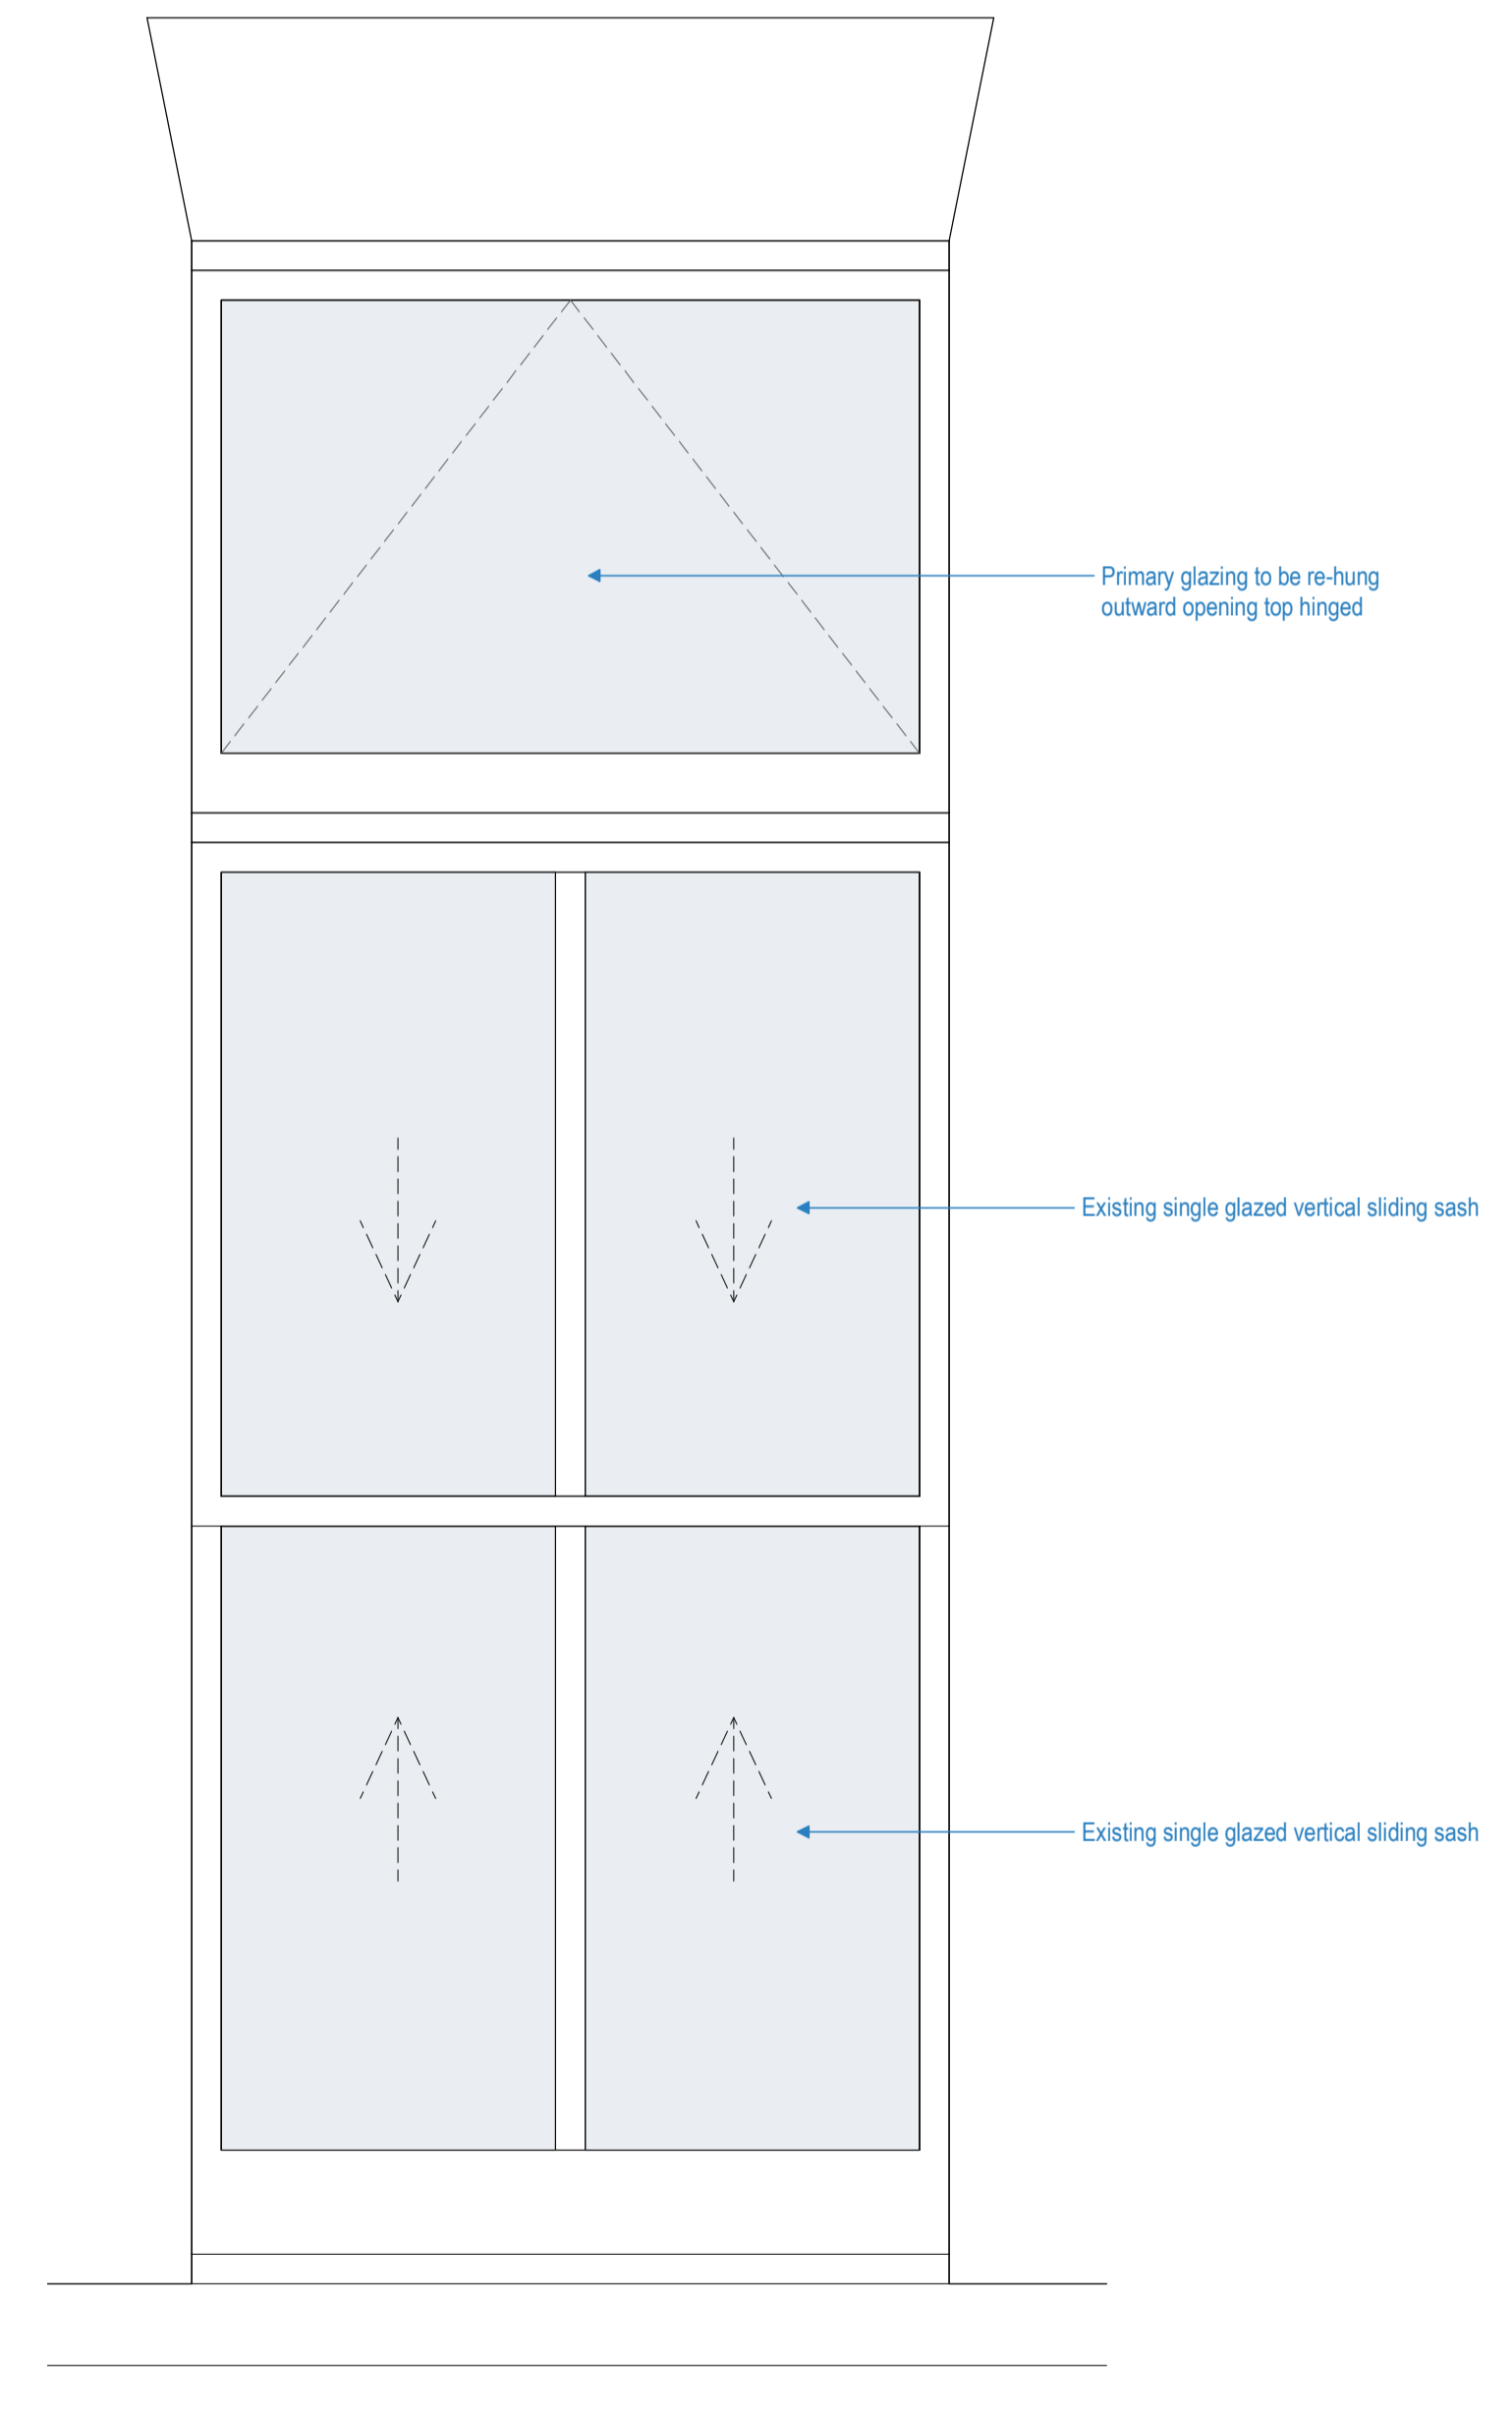 Primary glazing to be re-hung
outward opening top hinged
Existing single glazed vertical sliding sash
Existing single glazed vertical sliding sash